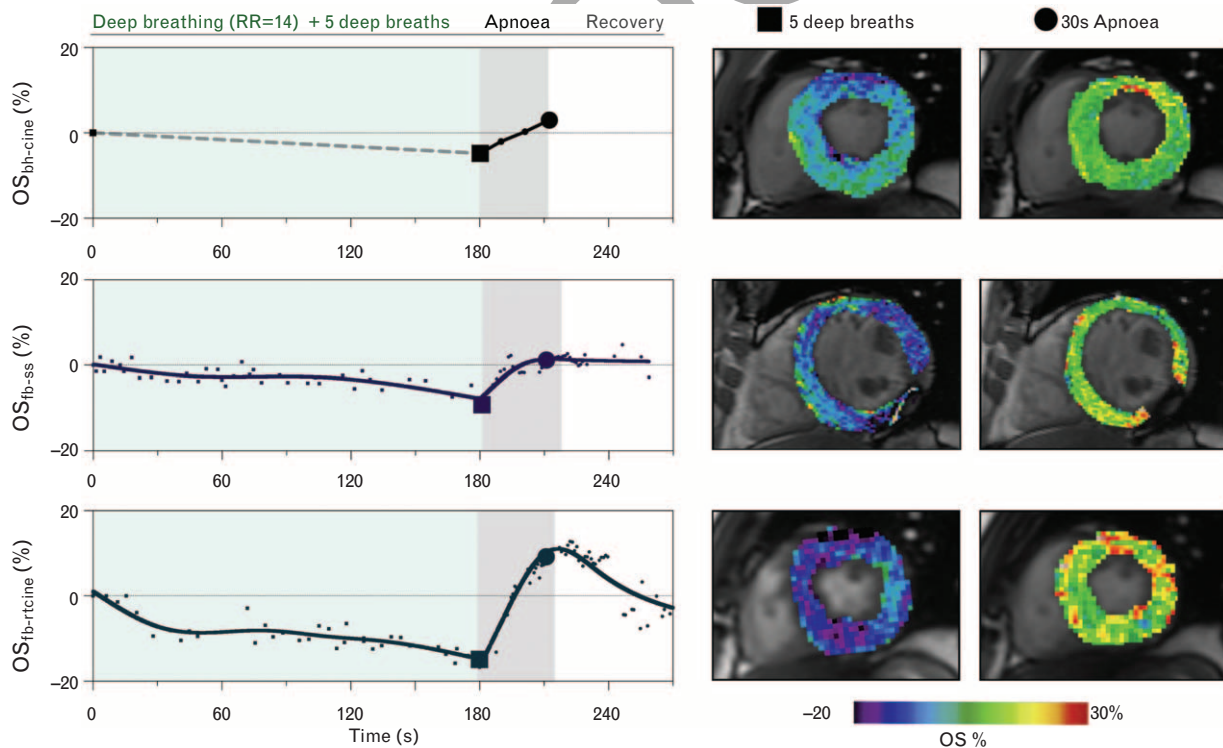 Deep breathing (RR=14) + 5 deep breaths Apnoea Recovery
5 deep breaths 30s Apnoea
20
0
−20
OSbh-cine (%)
0 60 120 180 240
20
0
−20
OSfb-ss (%)
0 60 120 180 240
20
0
−20
OSfb-rtcine (%)
0 60 120 180 240
Time (s)
−20 30%
OS %